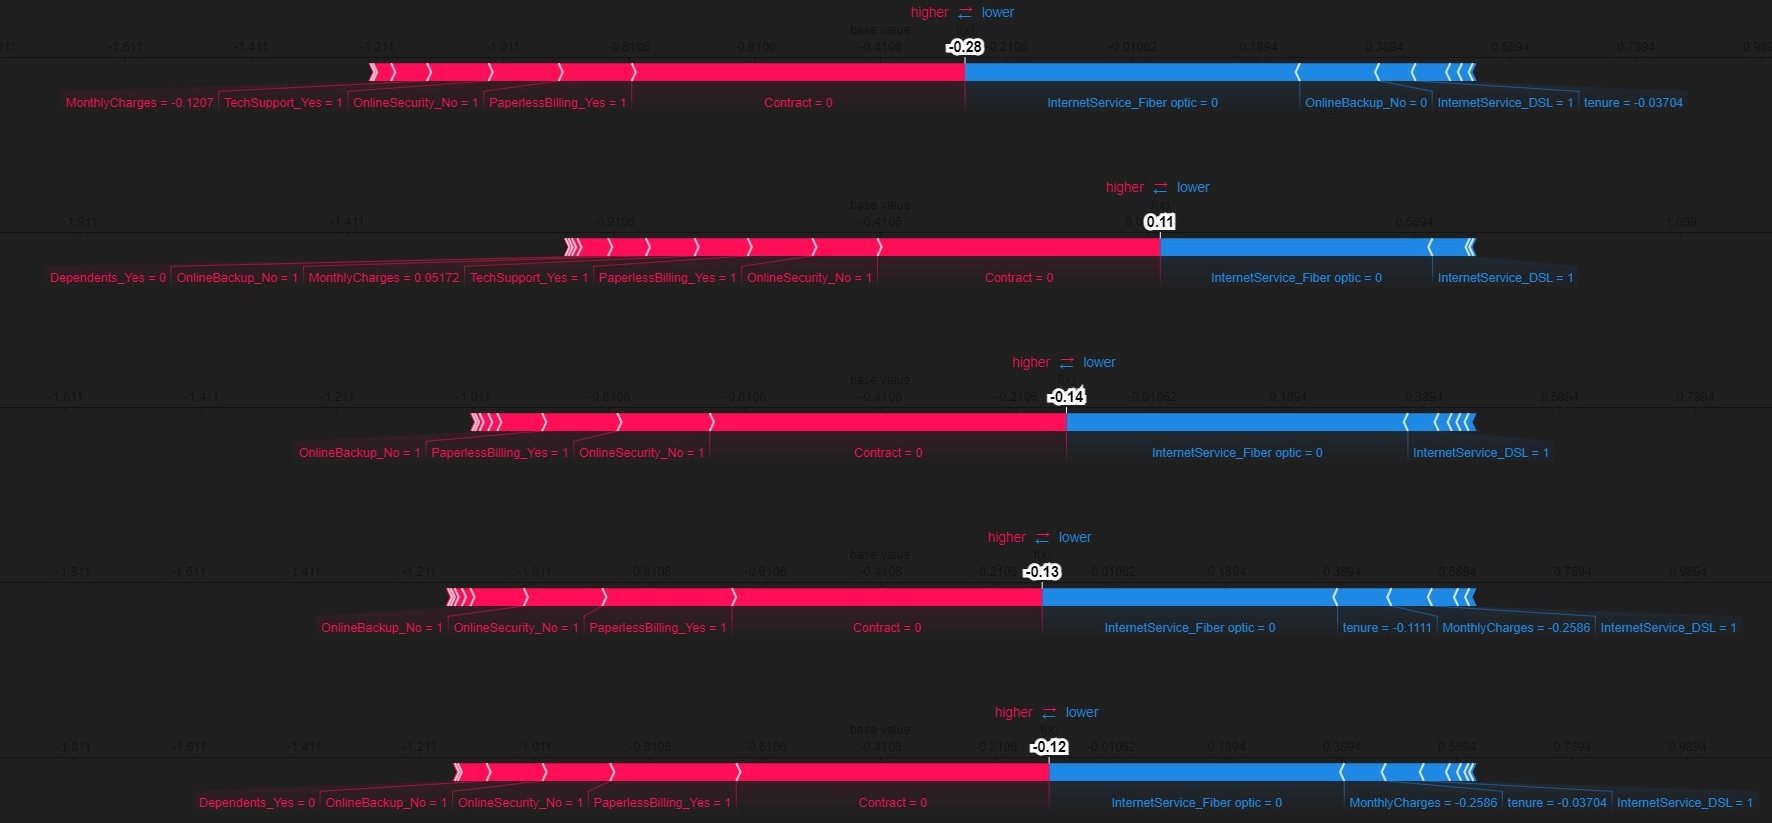 higher ⇄ lower
base value f(x)
-1.611 -1.411 -1.211 -1.011 -0.8106 -0.6106 -0.4106 -0.28 -0.2106 -0.01062 0.1894 0.3894 0.5894 0.7894
MonthlyCharges = -0.1207 TechSupport_Yes = 1 OnlineSecurity_No = 1 PaperlessBilling_Yes = 1 Contract = 0 InternetService_Fiber optic = 0 OnlineBackup_No = 0 InternetService_DSL = 1 tenure = -0.03704
higher ⇄ lower
base value f(x)
-1.911 -1.411 -0.9106 -0.4106 0.11 0.5894 1.089
Dependents_Yes = 0 OnlineBackup_No = 1 MonthlyCharges = 0.05172 TechSupport_Yes = 1 PaperlessBilling_Yes = 1 OnlineSecurity_No = 1 Contract = 0 InternetService_Fiber optic = 0 InternetService_DSL = 1
higher ⇄ lower
base value f(x)
-1.611 -1.411 -1.211 -1.011 -0.8106 -0.6106 -0.4106 -0.2106 -0.14 -0.01062 0.1894 0.3894 0.5894 0.7894
OnlineBackup_No = 1 PaperlessBilling_Yes = 1 OnlineSecurity_No = 1 Contract = 0 InternetService_Fiber optic = 0 InternetService_DSL = 1
higher ⇄ lower
base value f(x)
-1.811 -1.611 -1.411 -1.211 -1.011 -0.8106 -0.6106 -0.4106 -0.2106 -0.13 -0.01062 0.1894 0.3894 0.5894 0.7894 0.9894
OnlineBackup_No = 1 OnlineSecurity_No = 1 PaperlessBilling_Yes = 1 Contract = 0 InternetService_Fiber optic = 0 tenure = -0.1111 MonthlyCharges = -0.2586 InternetService_DSL = 1
higher ⇄ lower
base value f(x)
-1.811 -1.611 -1.411 -1.211 -1.011 -0.8106 -0.6106 -0.4106 -0.2106 -0.12 -0.01062 0.1894 0.3894 0.5894 0.7894 0.9894
Dependents_Yes = 0 OnlineBackup_No = 1 OnlineSecurity_No = 1 PaperlessBilling_Yes = 1 Contract = 0 InternetService_Fiber optic = 0 MonthlyCharges = -0.2586 tenure = -0.03704 InternetService_DSL = 1